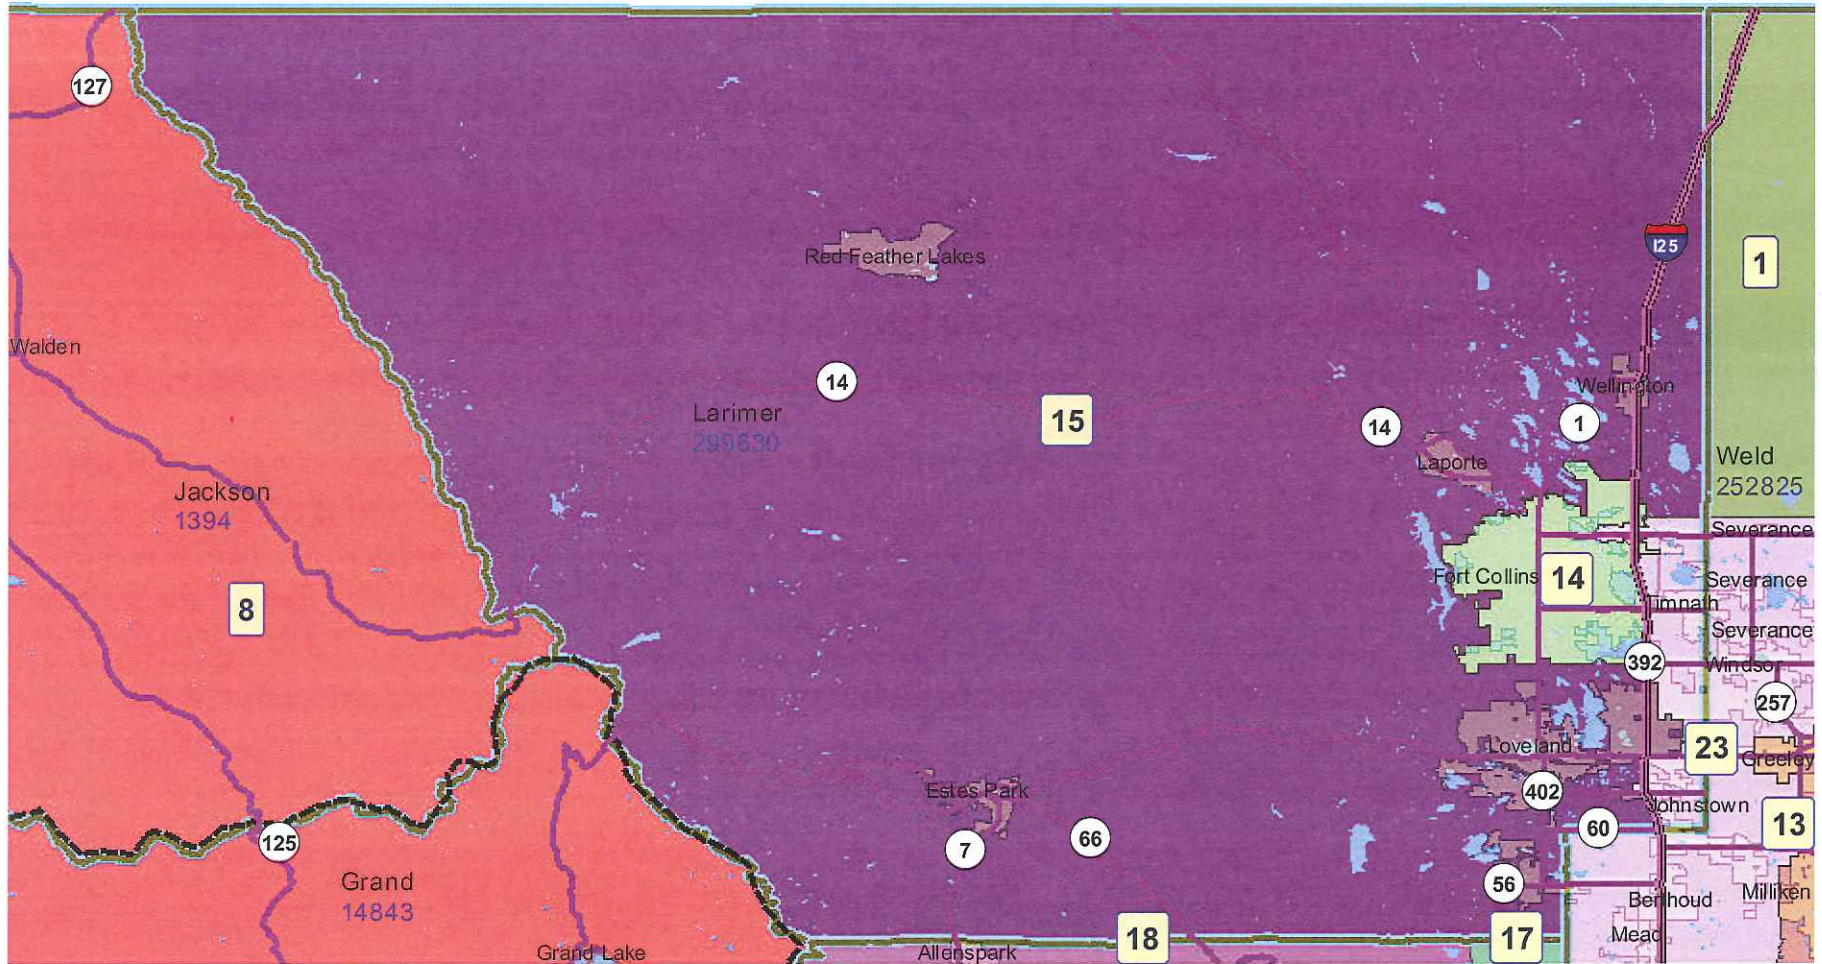 127
I25
1
Red Feather Lakes
Walden
14
Wellington
Larimer
299630
15
14
1
Laporte
Weld
252825
Jackson
1394
Severance
Fort Collins
14
Severance
8
Timnath
Severance
392
Windsor
257
Loveland
23
Greeley
Estes Park
402
Johnstown
125
7
66
60
13
Grand
14843
56
Berthoud
Milliken
Grand Lake
Allenspark
18
17
Mead